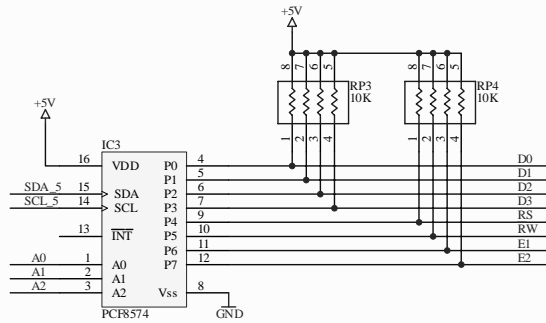 +5V
8 7 6 5
8 7 6 5
RP3
10K
RP4
10K
1 2 3 4
1 2 3 4
+5V
IC3
16 VDD P0 4 D0
P1 5 D1
SDA_5 15 SDA P2 6 D2
SCL_5 14 SCL P3 7 D3
P4 9 RS
13 INT P5 10 RW
P6 11 E1
A0 1 A0 P7 12 E2
A1 2 A1
A2 3 A2 Vss 8
PCF8574
GND